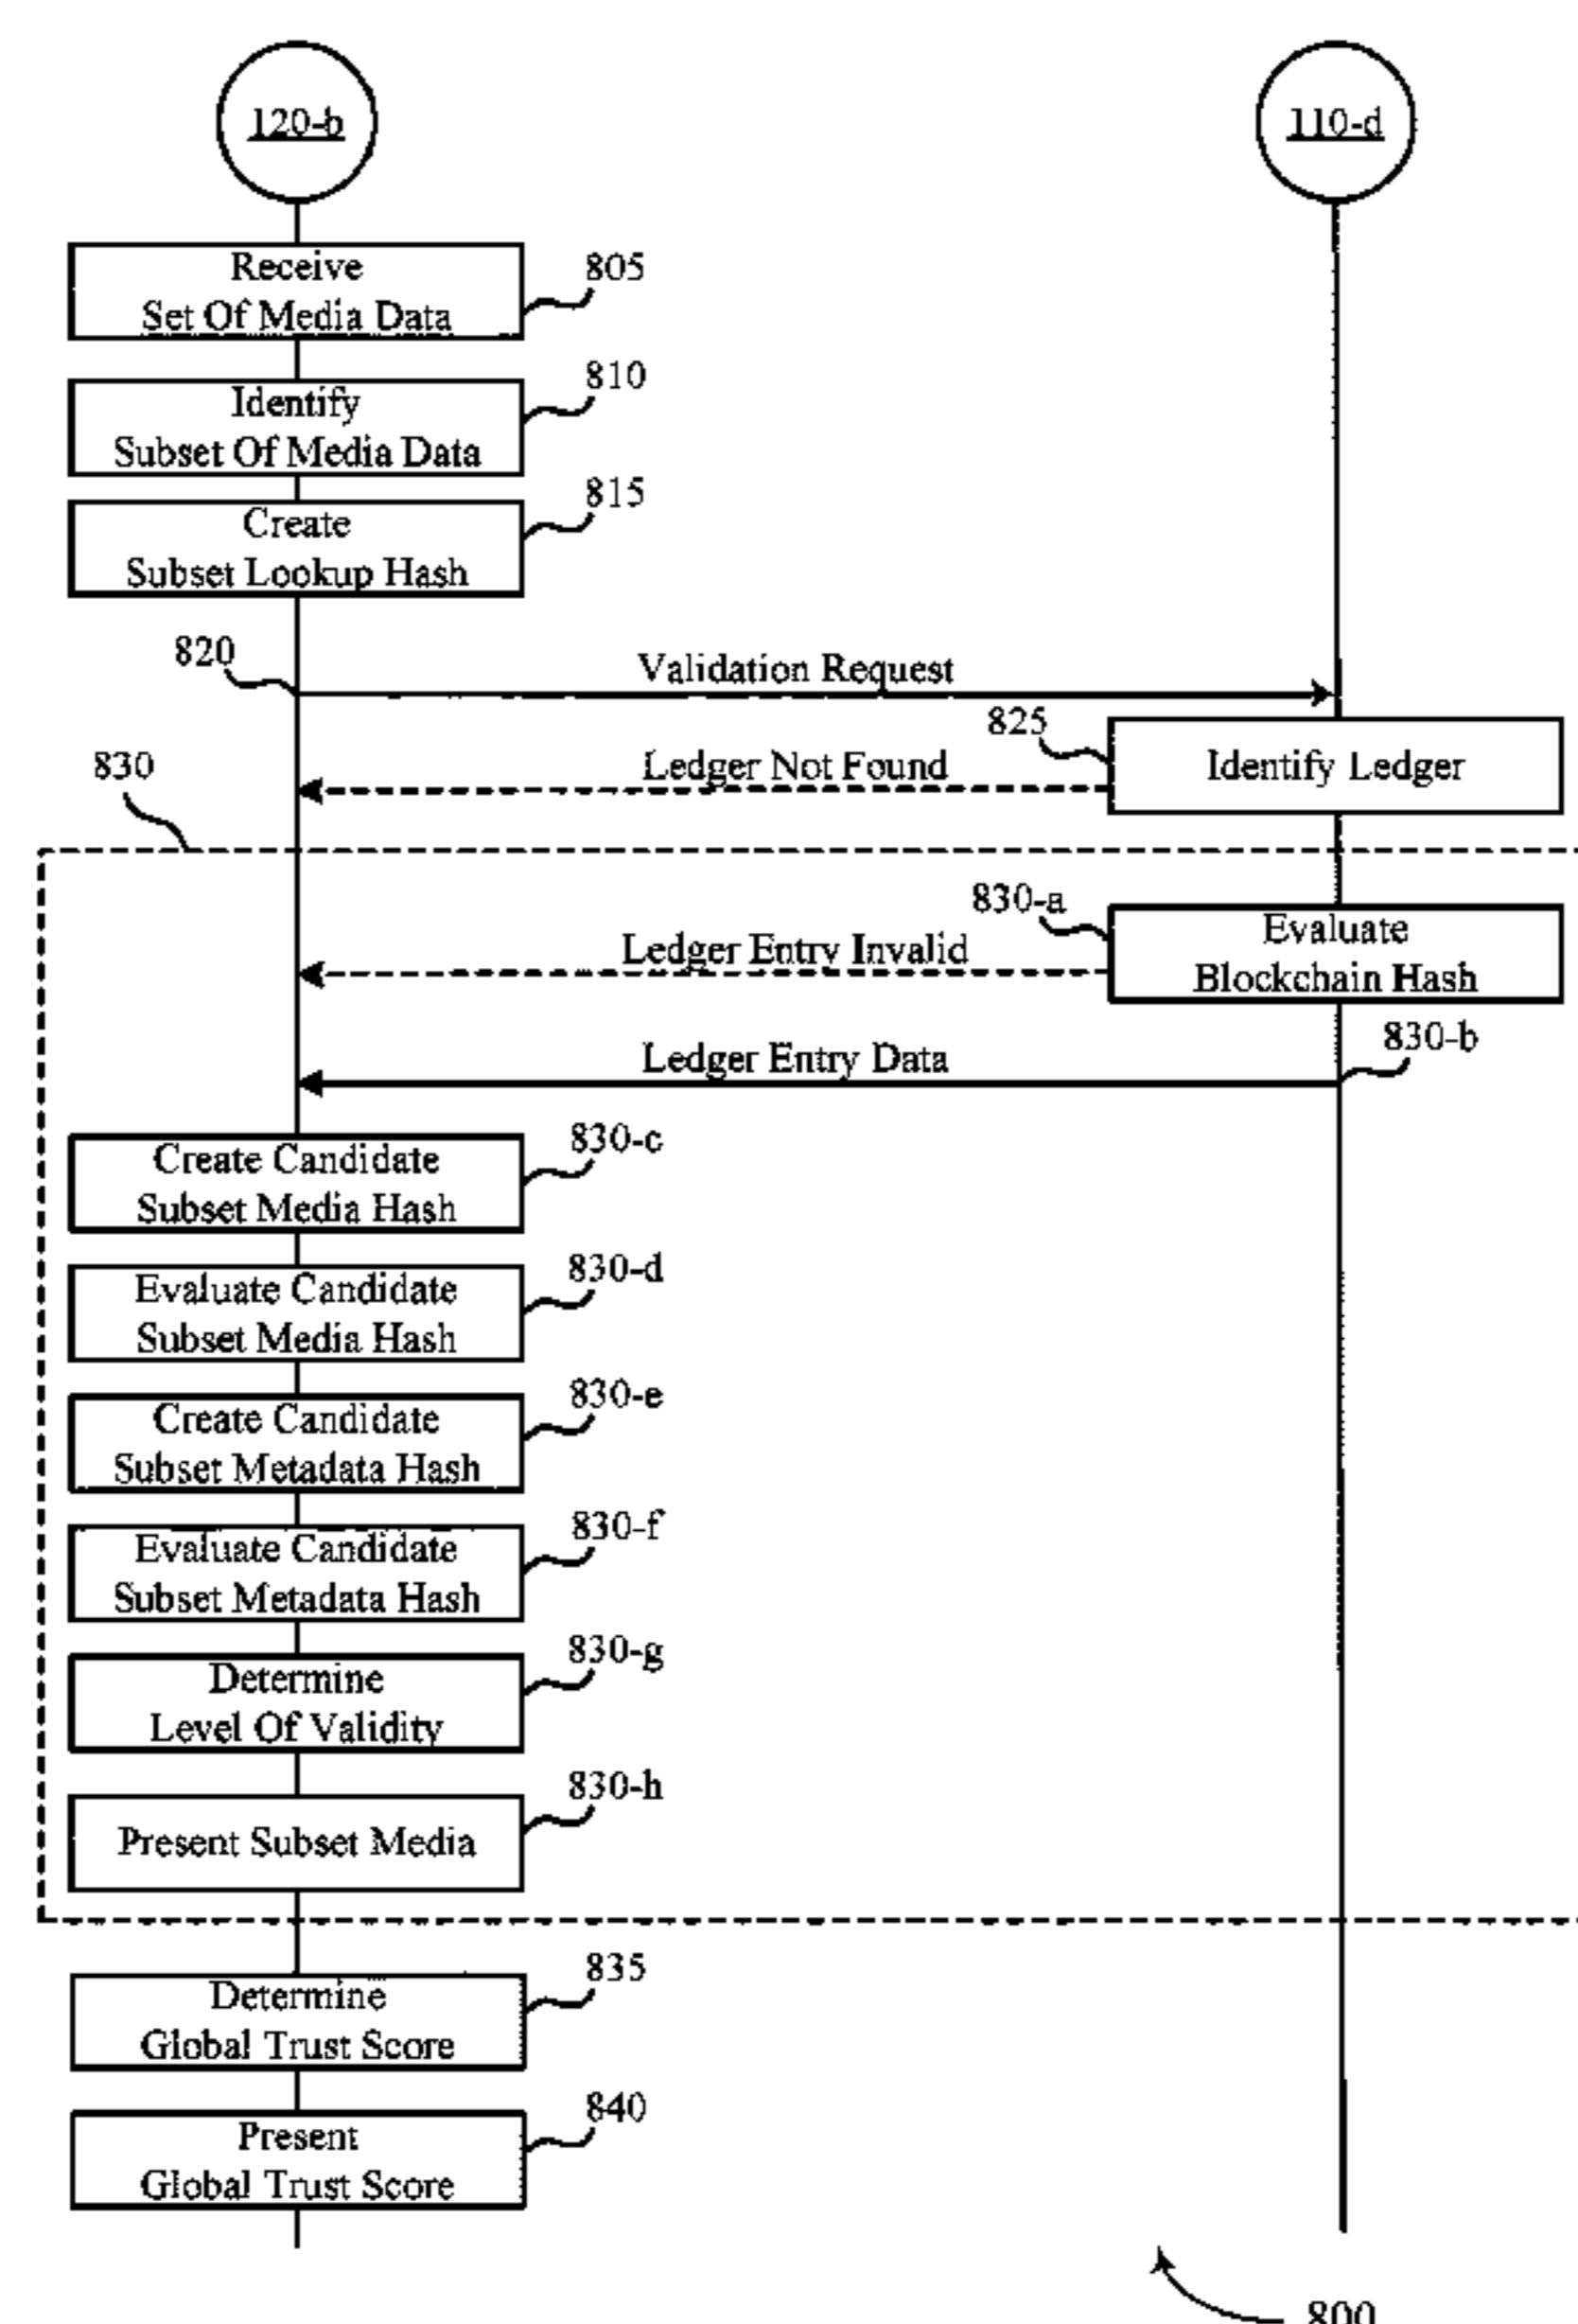 120-b
110-d
Receive
Set Of Media Data
805
Identify
Subset Of Media Data
810
Create
Subset Lookup Hash
815
820
Validation Request
825
Identify Ledger
Ledger Not Found
830
830-a
Evaluate
Blockchain Hash
Ledger Entry Invalid
830-b
Ledger Entry Data
Create Candidate
Subset Media Hash
830-c
Evaluate Candidate
Subset Media Hash
830-d
Create Candidate
Subset Metadata Hash
830-e
Evaluate Candidate
Subset Metadata Hash
830-f
Determine
Level Of Validity
830-g
Present Subset Media
830-h
Determine
Global Trust Score
835
Present
Global Trust Score
840
800